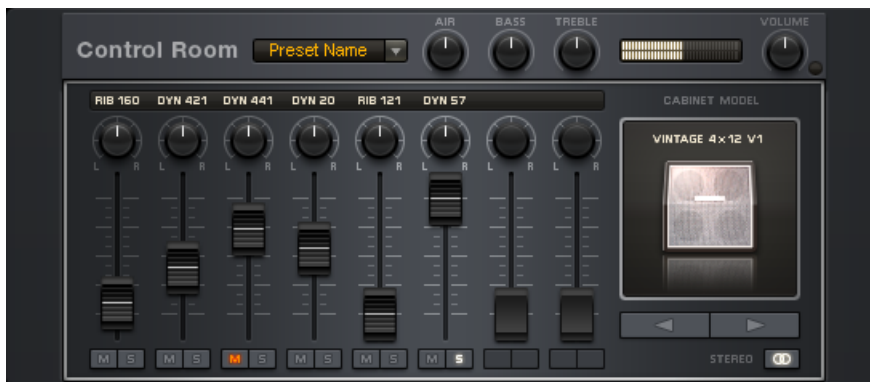 AIR BASS TREBLE VOLUME
Control Room Preset Name
RIB 160 DYN 421 DYN 441 DYN 20 RIB 121 DYN 57 CABINET MODEL
VINTAGE 4x12 V1
L R L R L R L R L R L R L R L R
M S M S M S M S M S M S STEREO